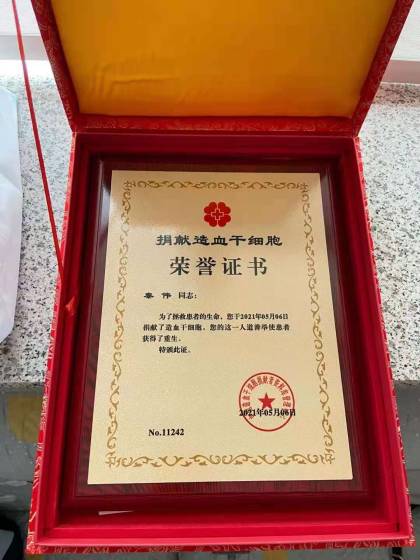 捐献造血干细胞
荣誉证书
伟 同志：
为了拯救患者的生命，您于2021年05月06日
捐献了造血干细胞，您的这一人道善举使患者
获得了重生。
特颁此证。
2021年05月06日
No.11242